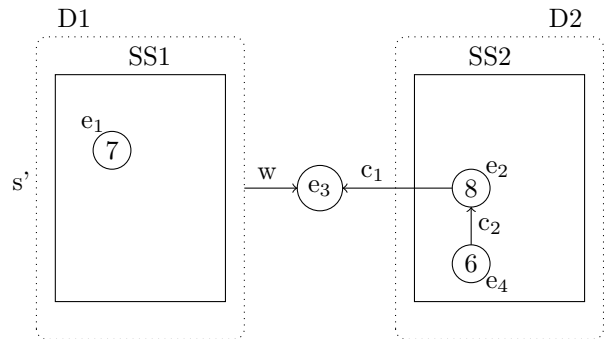 D1 D2
SS1 SS2
e₁
7
s' w e₃ c₁ 8 e₂
c₂
6
e₄